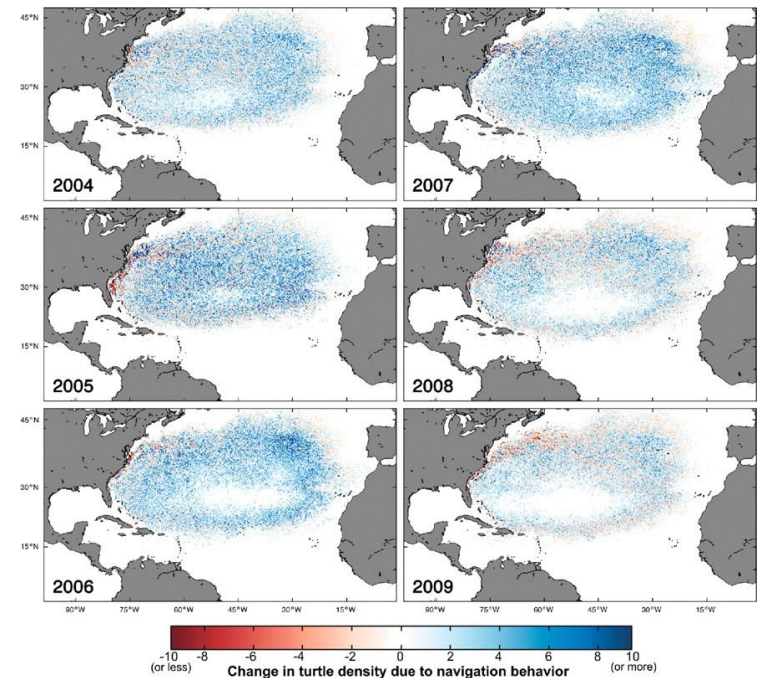 45°N
30°N
15°N
2004
2007
45°N
30°N
15°N
2005
2008
45°N
30°N
15°N
2006
2009
90°W 75°W 60°W 45°W 30°W 15°W 90°W 75°W 60°W 45°W 30°W 15°W
-10 -8 -6 -4 -2 0 2 4 6 8 10
(or less) Change in turtle density due to navigation behavior (or more)